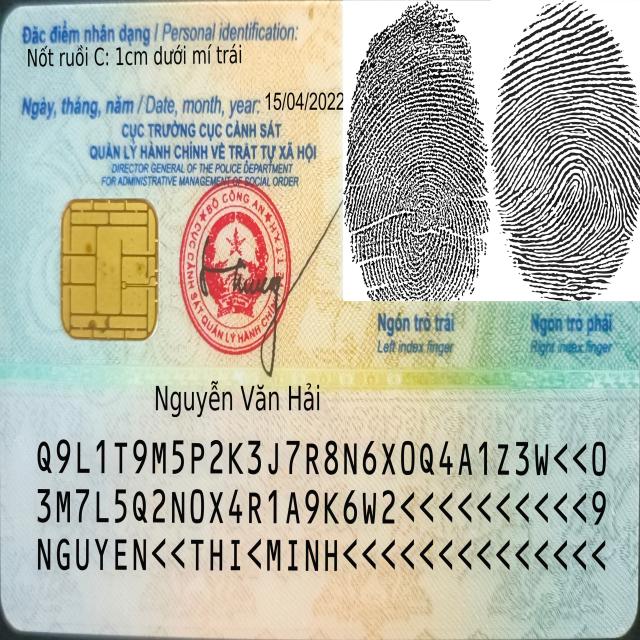 Đặc điểm nhân dạng / Personal identification:
Nốt ruồi C: 1cm dưới mí trái
Ngày, tháng, năm / Date, month, year: 15/04/2022
CỤC TRƯỞNG CỤC CẢNH SÁT
QUẢN LÝ HÀNH CHÍNH VỀ TRẬT TỰ XÃ HỘI
DIRECTOR GENERAL OF THE POLICE DEPARTMENT
FOR ADMINISTRATIVE MANAGEMENT OF SOCIAL ORDER
BỘ CÔNG AN
CỤC CẢNH SÁT QUẢN LÝ HÀNH CHÍNH
Ngón trỏ trái
Left index finger
Ngón trỏ phải
Right index finger
Nguyễn Văn Hải
Q9L1T9M5P2K3J7R8N6X0Q4A1Z3W<<0
3M7L5Q2N0X4R1A9K6W2<<<<<<<<<<9
NGUYEN<<THI<MINH<<<<<<<<<<<<<<